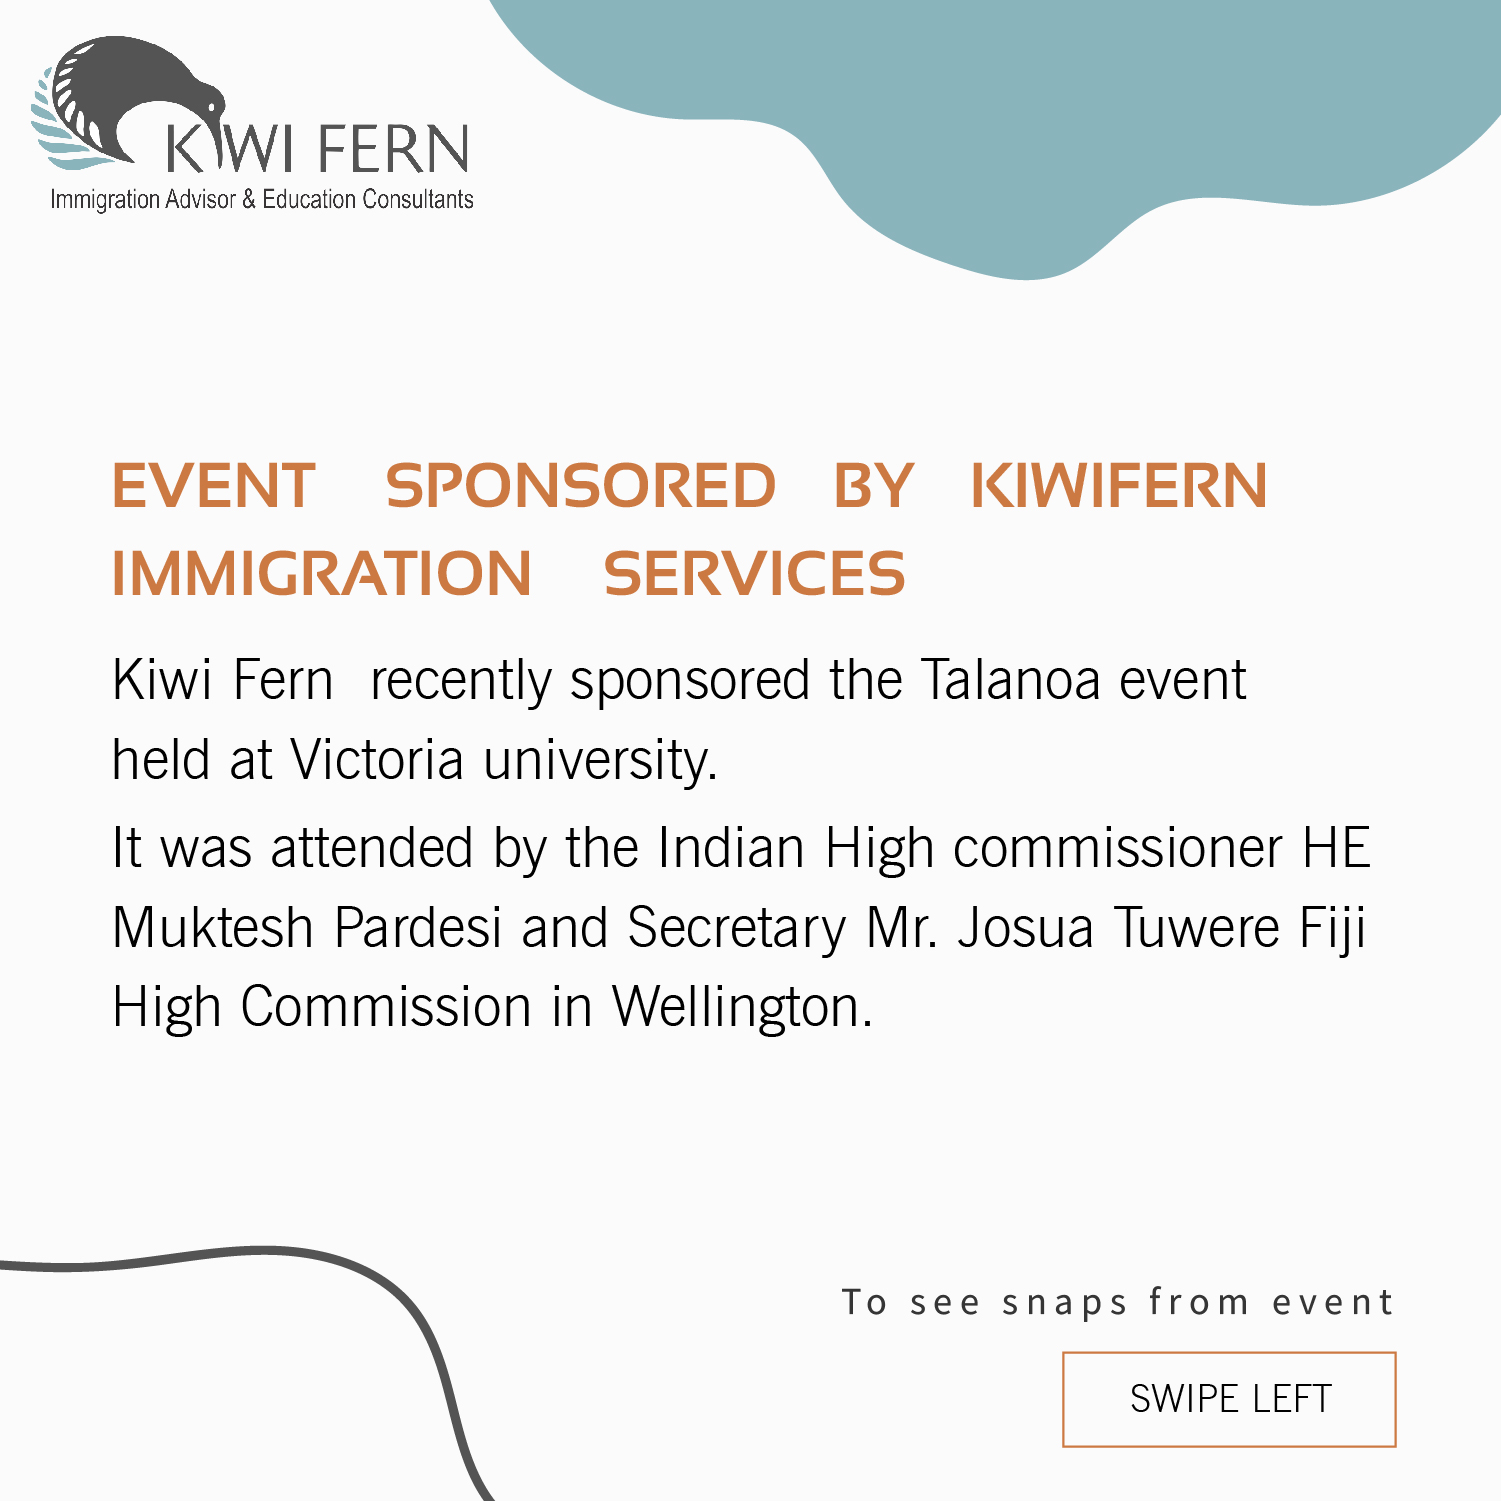 KIWI FERN
Immigration Advisor & Education Consultants
EVENT SPONSORED BY KIWIFERN
IMMIGRATION SERVICES
Kiwi Fern recently sponsored the Talanoa event
held at Victoria university.
It was attended by the Indian High commissioner HE
Muktesh Pardesi and Secretary Mr. Josua Tuwere Fiji
High Commission in Wellington.
To see snaps from event
SWIPE LEFT